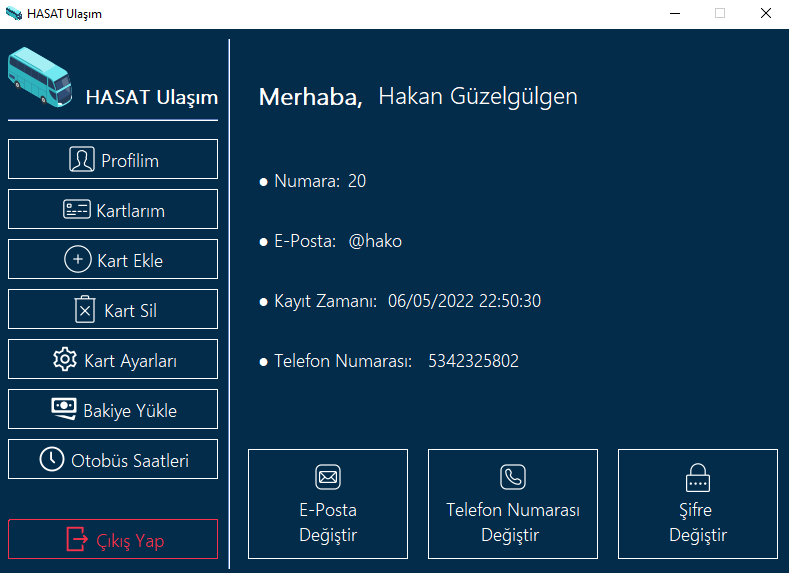 HASAT Ulaşım
HASAT Ulaşım
Profilim
Kartlarım
Kart Ekle
Kart Sil
Kart Ayarları
Bakiye Yükle
Otobüs Saatleri
Çıkış Yap
Merhaba, Hakan Güzelgülgen
● Numara: 20
● E-Posta: @hako
● Kayıt Zamanı: 06/05/2022 22:50:30
● Telefon Numarası: 5342325802
E-Posta
Değiştir
Telefon Numarası
Değiştir
Şifre
Değiştir